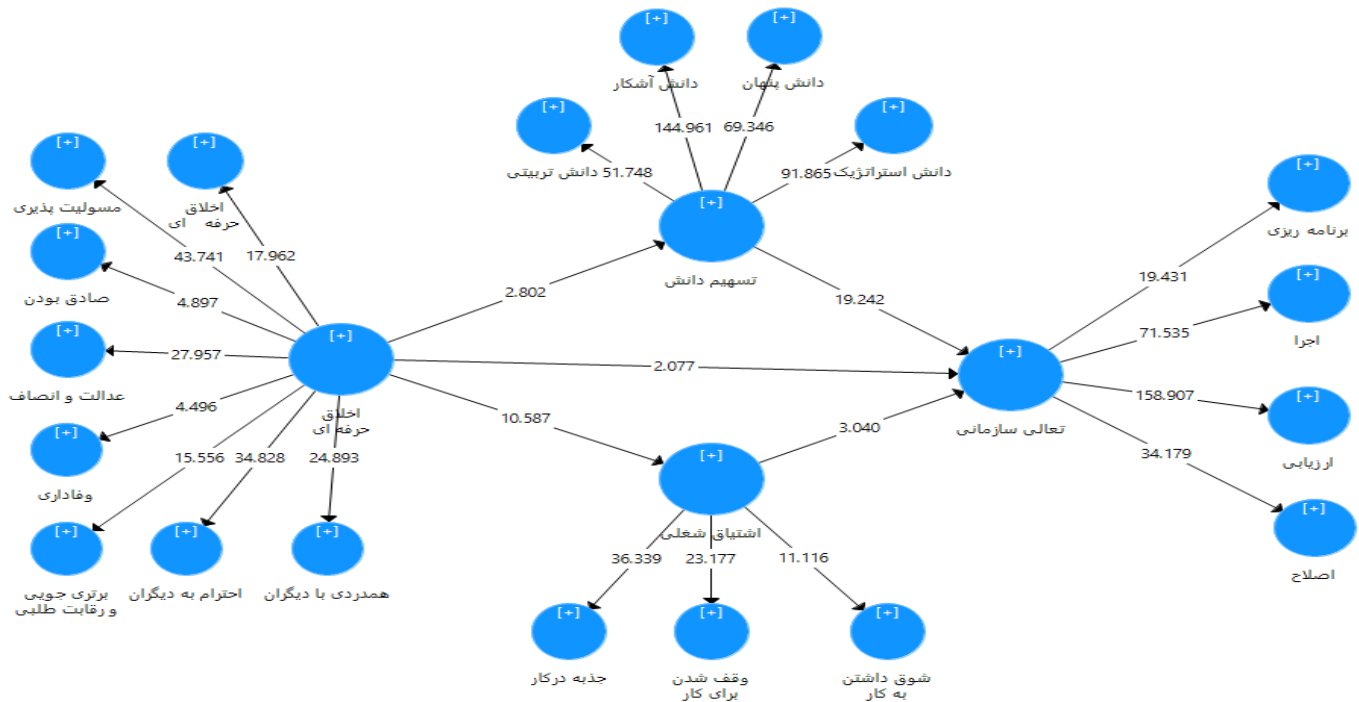 [+]
[+]
دانش آشکار
دانش پنهان
[+]
[+]
144.961
69.346
دانش تربیتی
51.748
91.865
دانش استراتژیک
[+]
تسهیم دانش
[+]
[+]
مسولیت پذیری
اخلاق
حرفه ای
43.741
17.962
[+]
صادق بودن
4.897
2.802
19.242
[+]
عدالت و انصاف
27.957
[+]
اخلاق
حرفه ای
2.077
[+]
تعالی سازمانی
[+]
وفاداری
4.496
10.587
3.040
15.556
34.828
24.893
[+]
برتری جویی
و رقابت طلبی
[+]
احترام به دیگران
[+]
همدردی با دیگران
[+]
اشتیاق شغلی
36.339
23.177
11.116
[+]
جذبه درکار
[+]
وقف شدن
برای کار
[+]
شوق داشتن
به کار
[+]
برنامه ریزی
19.431
[+]
اجرا
71.535
[+]
ارزیابی
158.907
34.179
[+]
اصلاح